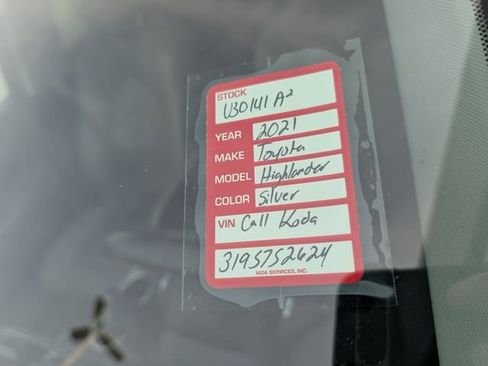 STOCK
U30141 A²
YEAR 2021
MAKE Toyota
MODEL Highlander
COLOR Silver
VIN Call Koda
3195752624
IADA SERVICES, INC.